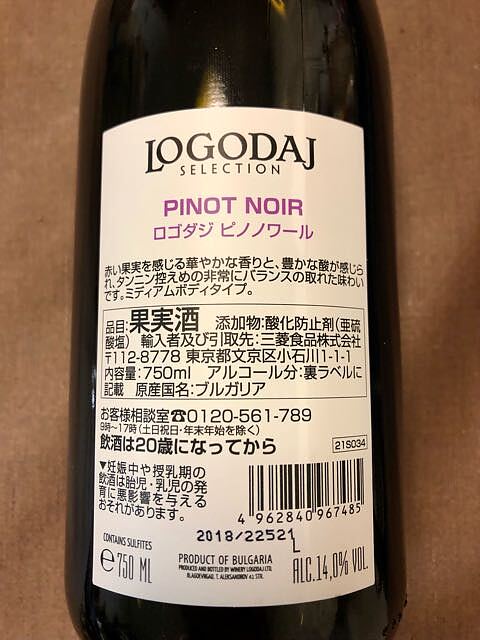 LOGODAJ
SELECTION
PINOT NOIR
ロゴダジ ピノノワール
赤い果実を感じる華やかな香りと、豊かな酸が感じら
れ、タンニン控えめの非常にバランスの取れた味わい
です。ミディアムボディタイプ。
品目:果実酒 添加物:酸化防止剤(亜硫
酸塩) 輸入者及び引取先:三菱食品株式会社
〒112-8778 東京都文京区小石川1-1-1
内容量:750ml アルコール分:裏ラベルに
記載 原産国名:ブルガリア
お客様相談室☎0120-561-789
9時~17時(土日祝日・年末年始を除く)
飲酒は20歳になってから
21S034
▼妊娠中や授乳期の
飲酒は胎児・乳児の発
育に悪影響を与える
おそれがあります。
4 962840 967485
2018/22521
L
CONTAINS SULFITES
e 750 ML
PRODUCT OF BULGARIA
PRODUCED AND BOTTLED BY WINERY LOGODAJ LTD.
BLAGOEVGRAD, T. ALEKSANDROV 42 STR.
ALC.14,0% VOL.